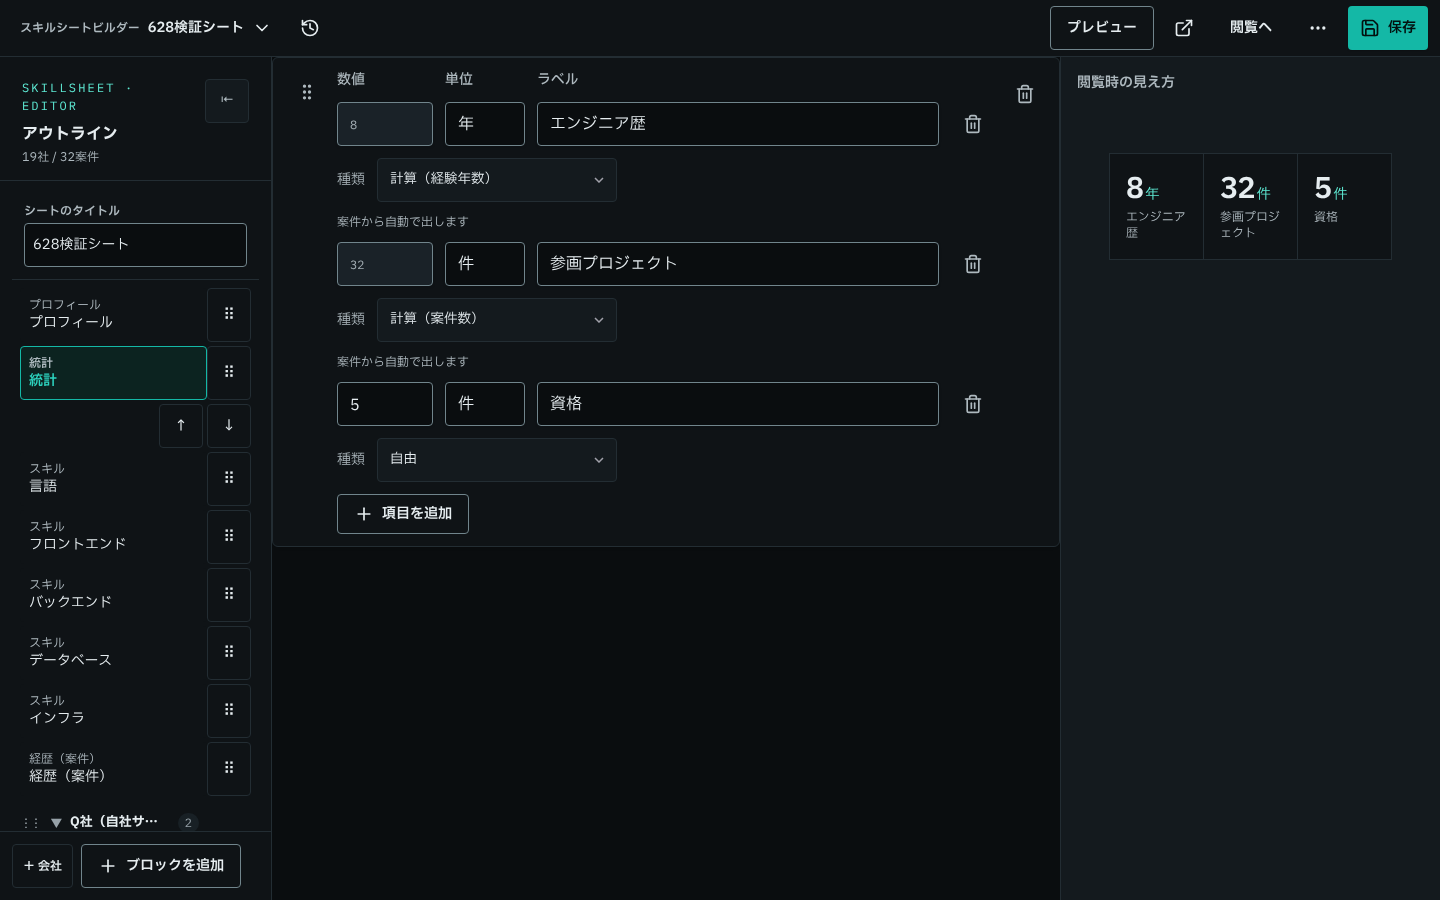 スキルシートビルダー 628検証シート
プレビュー
閲覧へ
保存
SKILLSHEET ·
EDITOR
アウトライン
19社 / 32案件
シートのタイトル
628検証シート
プロフィール
プロフィール
統計
統計
↑ ↓
スキル
言語
スキル
フロントエンド
スキル
バックエンド
スキル
データベース
スキル
インフラ
経歴（案件）
経歴（案件）
▼ Q社（自社サ… 2
+ 会社
ブロックを追加
数値 単位 ラベル
8 年 エンジニア歴
種類 計算（経験年数）
案件から自動で出します
32 件 参画プロジェクト
種類 計算（案件数）
案件から自動で出します
5 件 資格
種類 自由
項目を追加
閲覧時の見え方
8年
エンジニア
歴
32件
参画プロジ
ェクト
5件
資格